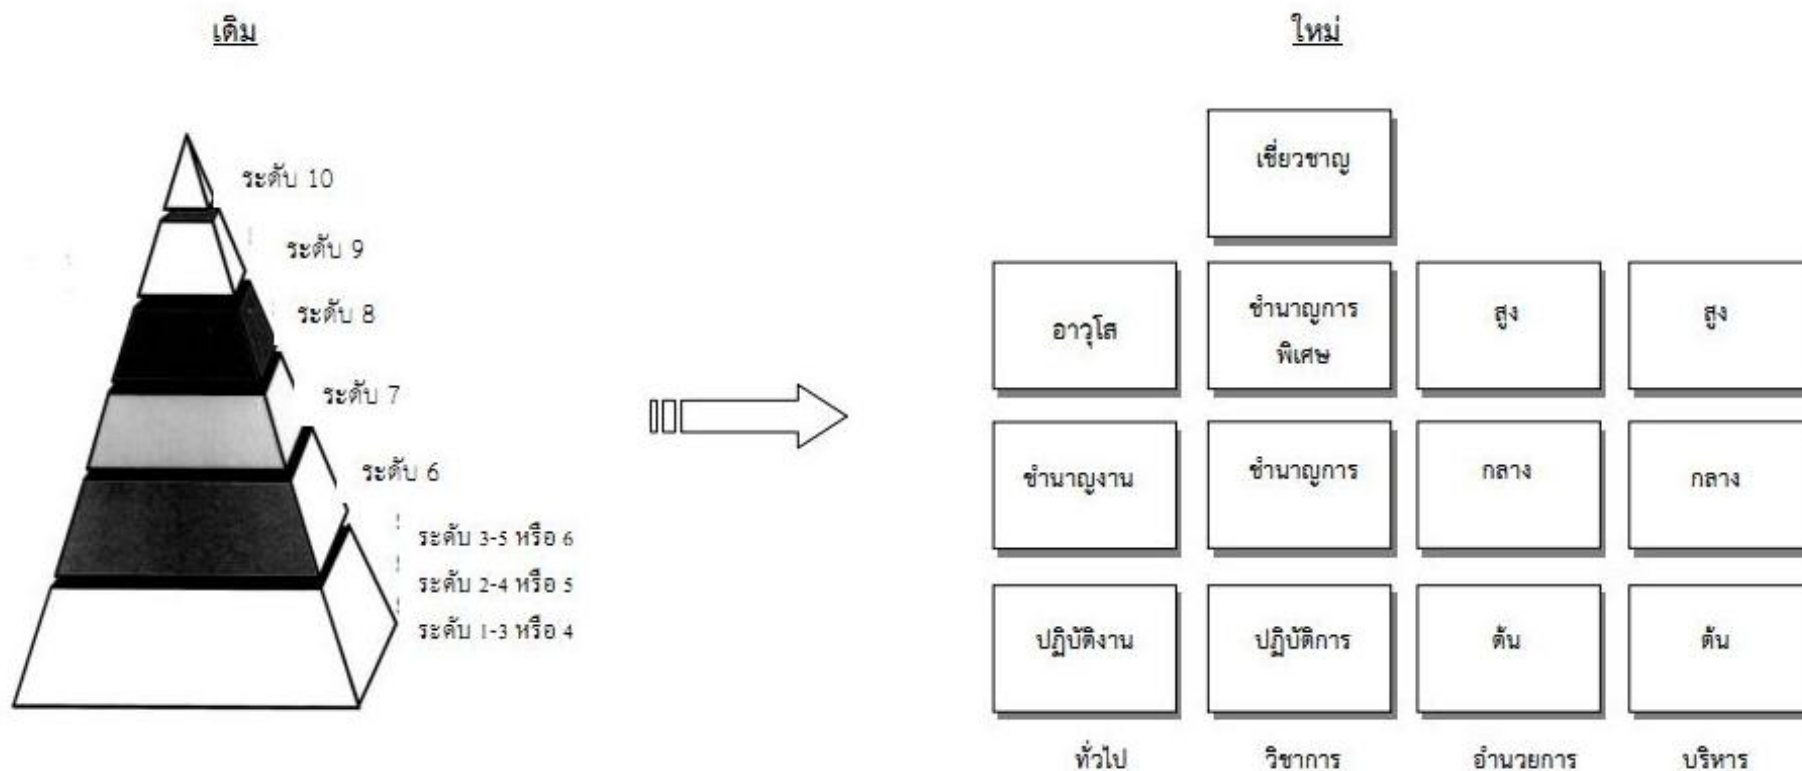 เดิม
ระดับ 10
ระดับ 9
ระดับ 8
ระดับ 7
ระดับ 6
ระดับ 3-5 หรือ 6
ระดับ 2-4 หรือ 5
ระดับ 1-3 หรือ 4
ใหม่
เชี่ยวชาญ
อาวุโส
ชำนาญการ
พิเศษ
สูง
สูง
ชำนาญงาน
ชำนาญการ
กลาง
กลาง
ปฏิบัติงาน
ปฏิบัติการ
ต้น
ต้น
ทั่วไป
วิชาการ
อำนวยการ
บริหาร